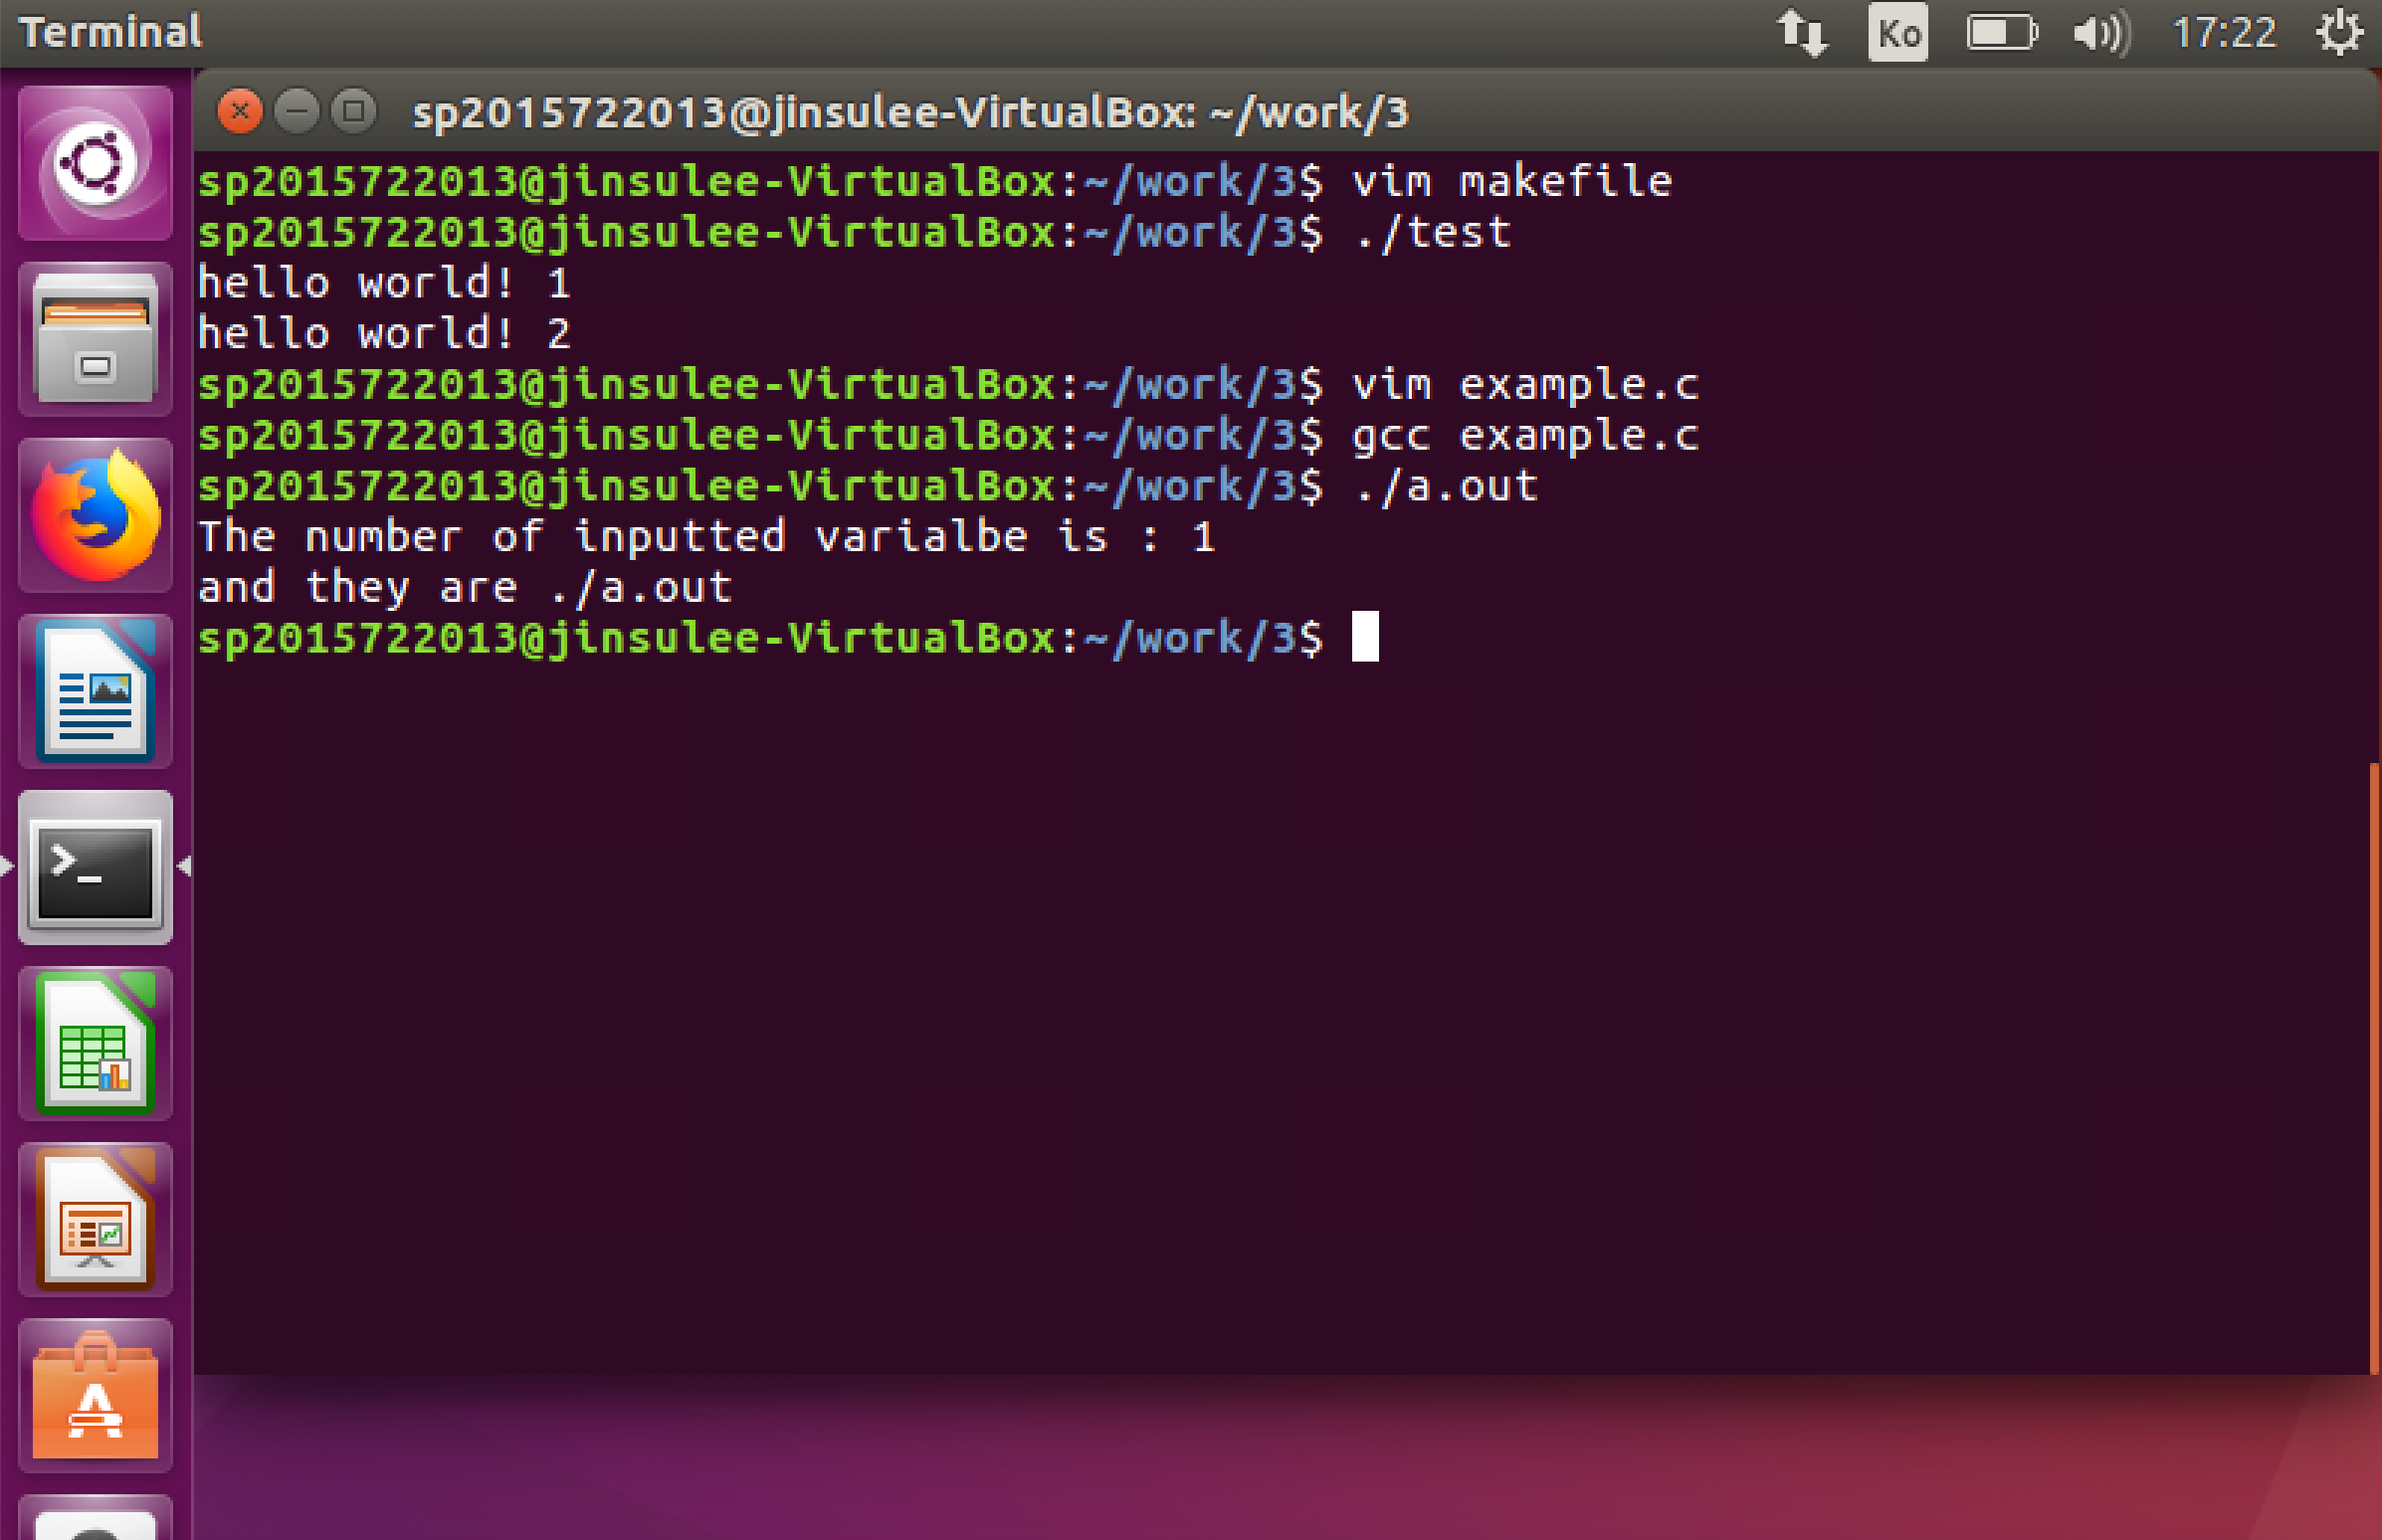 Terminal
Ko
17:22
sp2015722013@jinsulee-VirtualBox: ~/work/3
sp2015722013@jinsulee-VirtualBox:~/work/3$ vim makefile
sp2015722013@jinsulee-VirtualBox:~/work/3$ ./test
hello world! 1
hello world! 2
sp2015722013@jinsulee-VirtualBox:~/work/3$ vim example.c
sp2015722013@jinsulee-VirtualBox:~/work/3$ gcc example.c
sp2015722013@jinsulee-VirtualBox:~/work/3$ ./a.out
The number of inputted varialbe is : 1
and they are ./a.out
sp2015722013@jinsulee-VirtualBox:~/work/3$